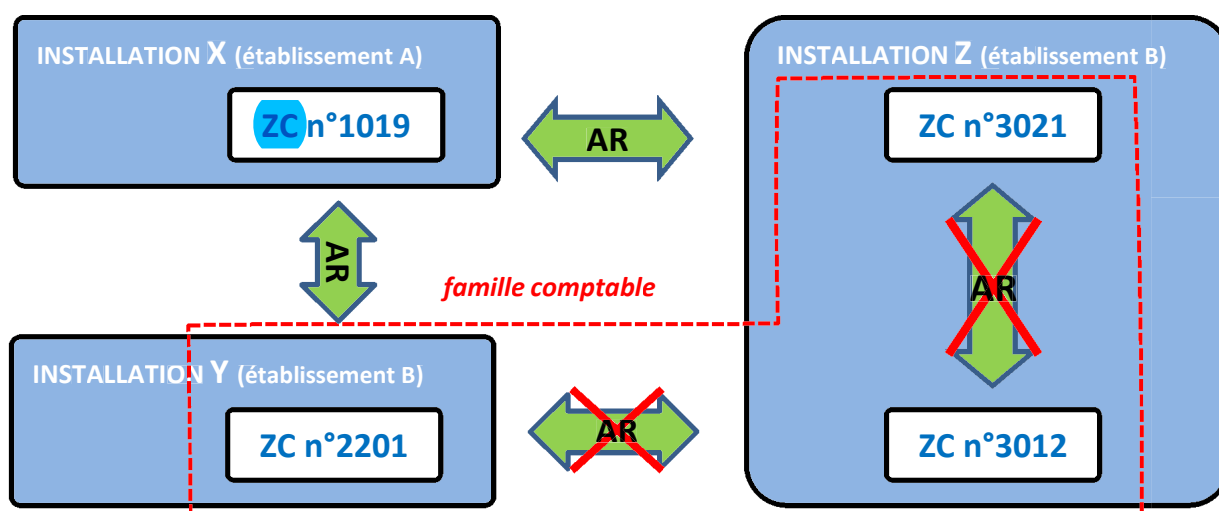 INSTALLATION X (établissement A)
ZC n°1019
AR
INSTALLATION Z (établissement B)
ZC n°3021
AR
famille comptable
AR
INSTALLATION Y (établissement B)
ZC n°2201
AR
ZC n°3012